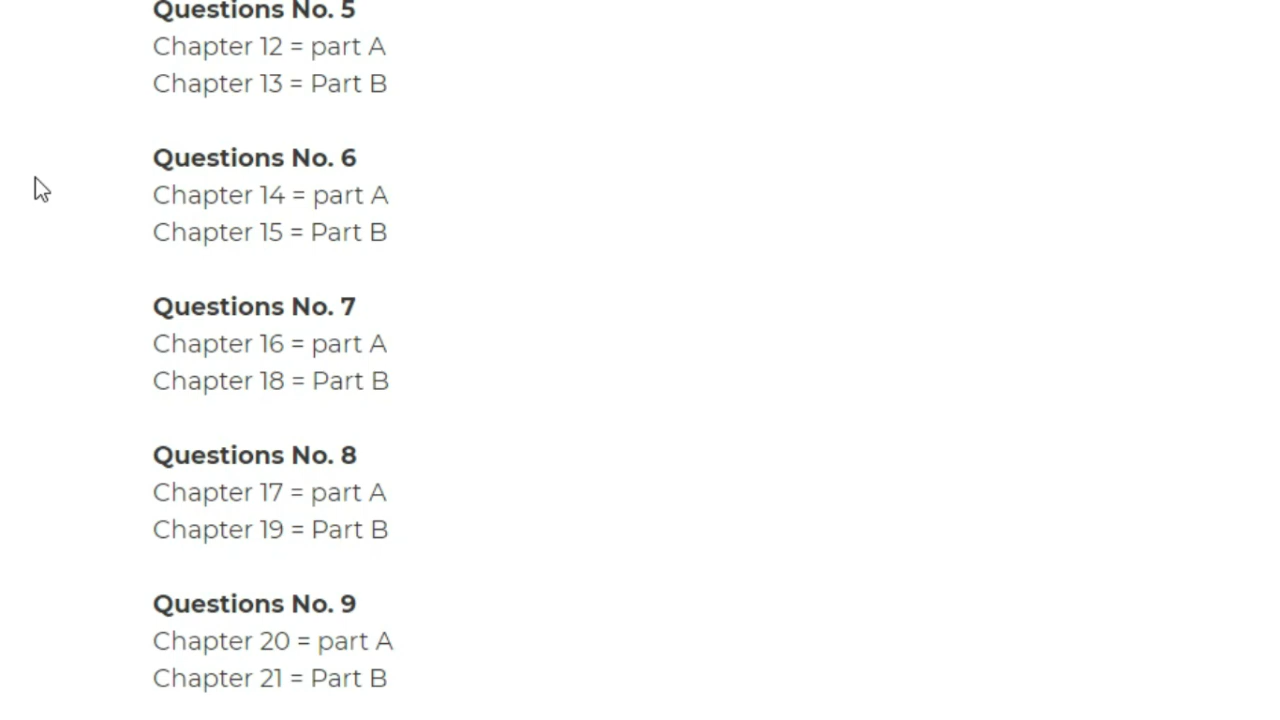 Questions No. 5
Chapter 12 = part A
Chapter 13 = Part B
Questions No. 6
Chapter 14 = part A
Chapter 15 = Part B
Questions No. 7
Chapter 16 = part A
Chapter 18 = Part B
Questions No. 8
Chapter 17 = part A
Chapter 19 = Part B
Questions No. 9
Chapter 20 = part A
Chapter 21 = Part B